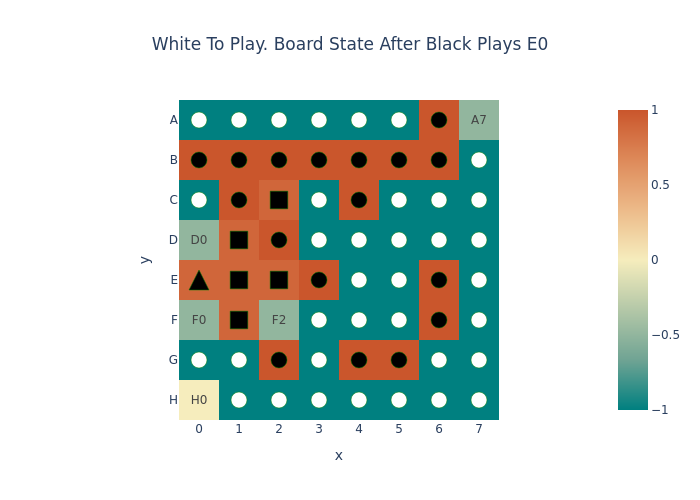 White To Play. Board State After Black Plays E0
A A7 1
B
C 0.5
D D0
y E 0
F F0 F2 −0.5
G
H H0 −1
0 1 2 3 4 5 6 7
x